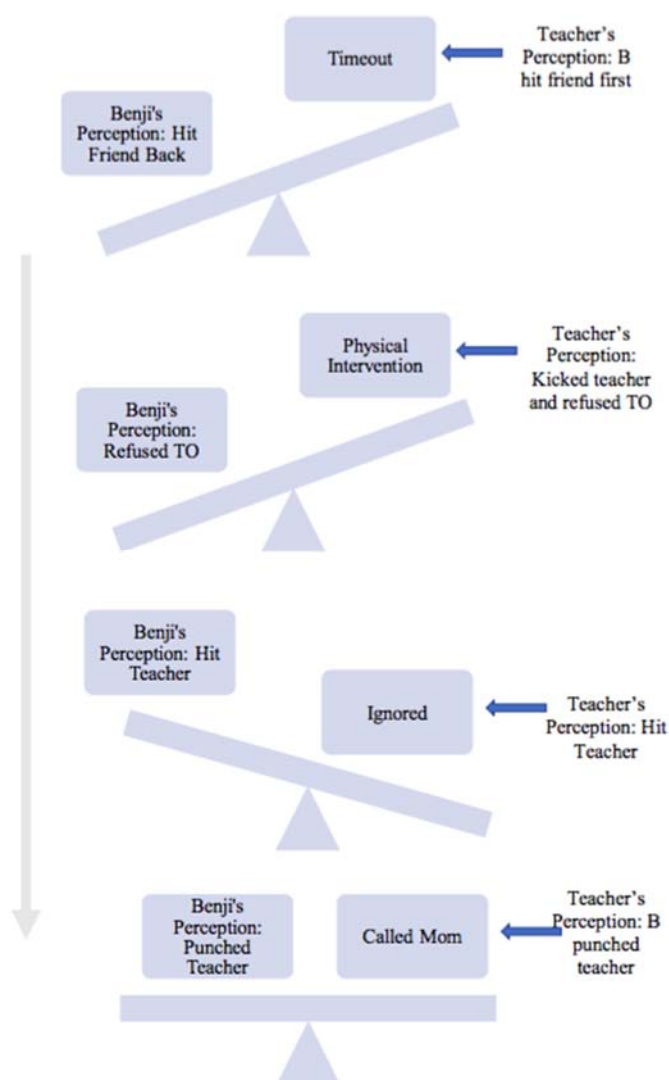 Timeout
Teacher's
Perception: B
hit friend first
Benji's
Perception: Hit
Friend Back
Physical
Intervention
Teacher's
Perception:
Kicked teacher
and refused TO
Benji's
Perception:
Refused TO
Benji's
Perception: Hit
Teacher
Ignored
Teacher's
Perception: Hit
Teacher
Benji's
Perception:
Punched
Teacher
Called Mom
Teacher's
Perception: B
punched
teacher